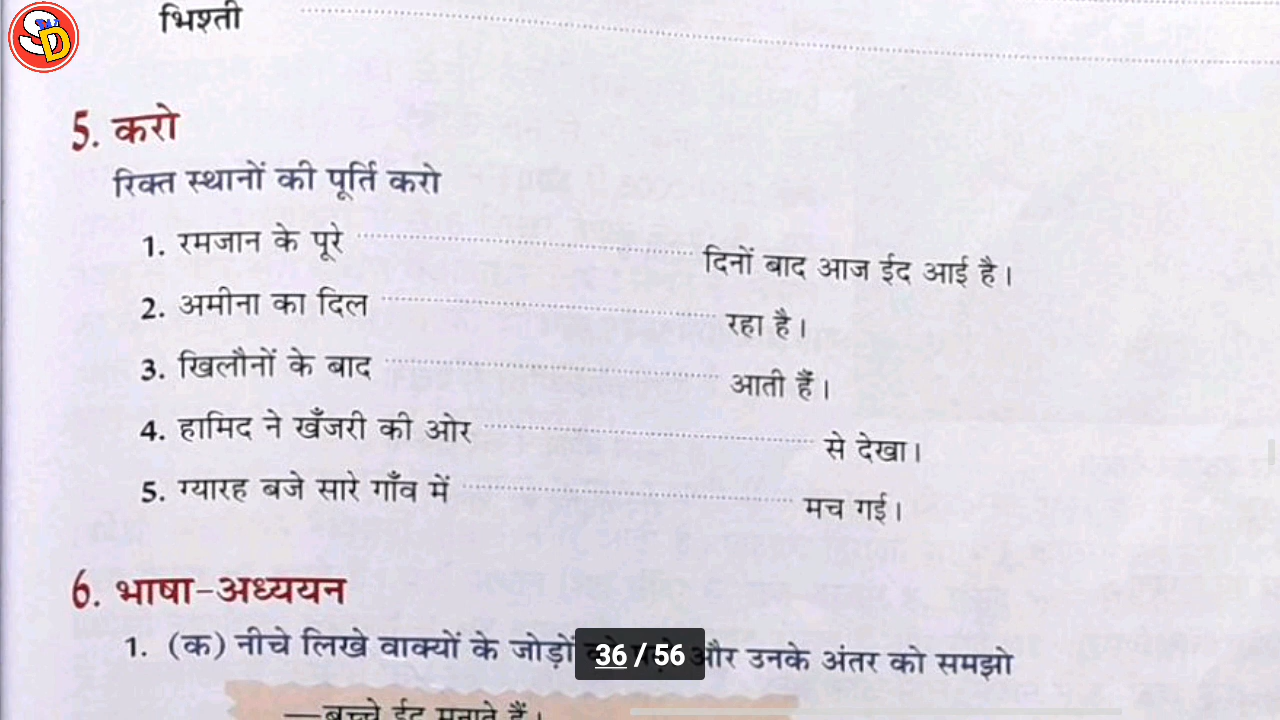 SD
भिश्ती
5. करो
रिक्त स्थानों की पूर्ति करो
1. रमजान के पूरे ........ दिनों बाद आज ईद आई है।
2. अमीना का दिल ........ रहा है।
3. खिलौनों के बाद ........ आती हैं।
4. हामिद ने खँजरी की ओर ........ से देखा।
5. ग्यारह बजे सारे गाँव में ........ मच गई।
6. भाषा-अध्ययन
1. (क) नीचे लिखे वाक्यों के जोड़ों और उनके अंतर को समझो
36 / 56
—बच्चे ईद मनाते हैं।